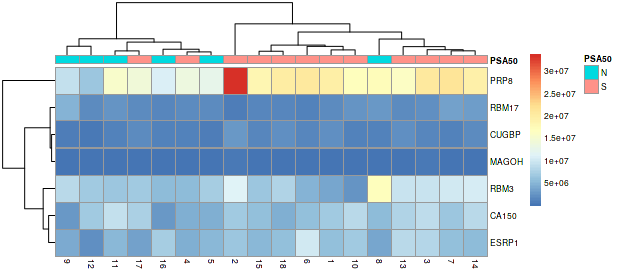 PSA50
PRP8
RBM17
CUGBP
MAGOH
RBM3
CA150
ESRP1
9 12 11 17 16 4 5 2 15 18 6 1 10 8 13 3 7 14
3e+07
2.5e+07
2e+07
1.5e+07
1e+07
5e+06
PSA50
N
S